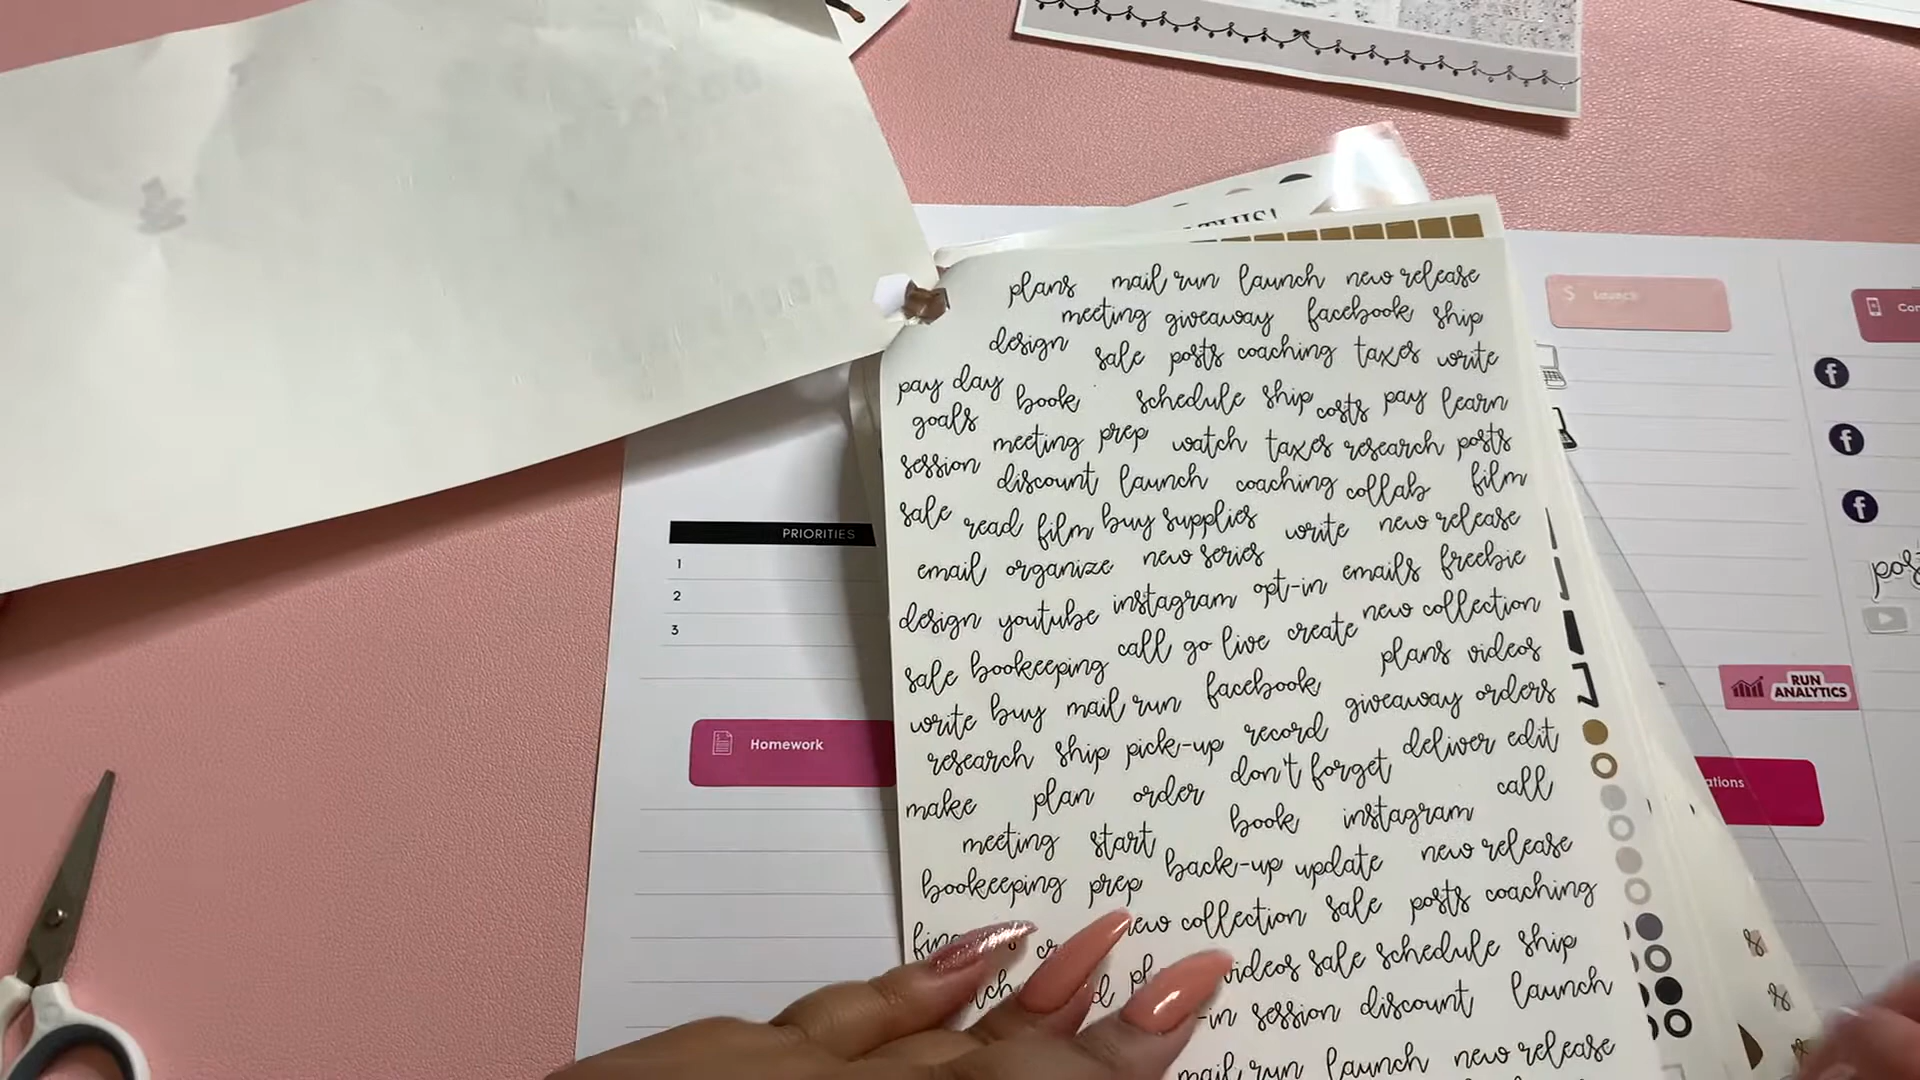 THIS!
plans mail run launch new release
meeting giveaway facebook ship
design sale posts coaching taxes write
pay day book schedule ship costs pay learn
goals meeting prep watch taxes research posts
session discount launch coaching collab film
sale read film buy supplies write new release
email organize new series opt-in emails freebie
design youtube instagram call go live create new collection
sale bookkeeping facebook plans videos
write buy mail run giveaway orders
research ship pick-up record deliver edit
make plan order don't forget call
meeting start book instagram
bookkeeping prep back-up update new release
new collection sale posts coaching
videos sale schedule ship
-in session discount launch
mail run launch new release
PRIORITIES
1
2
3
Homework
$ Launch
f
f
f
RUN
ANALYTICS